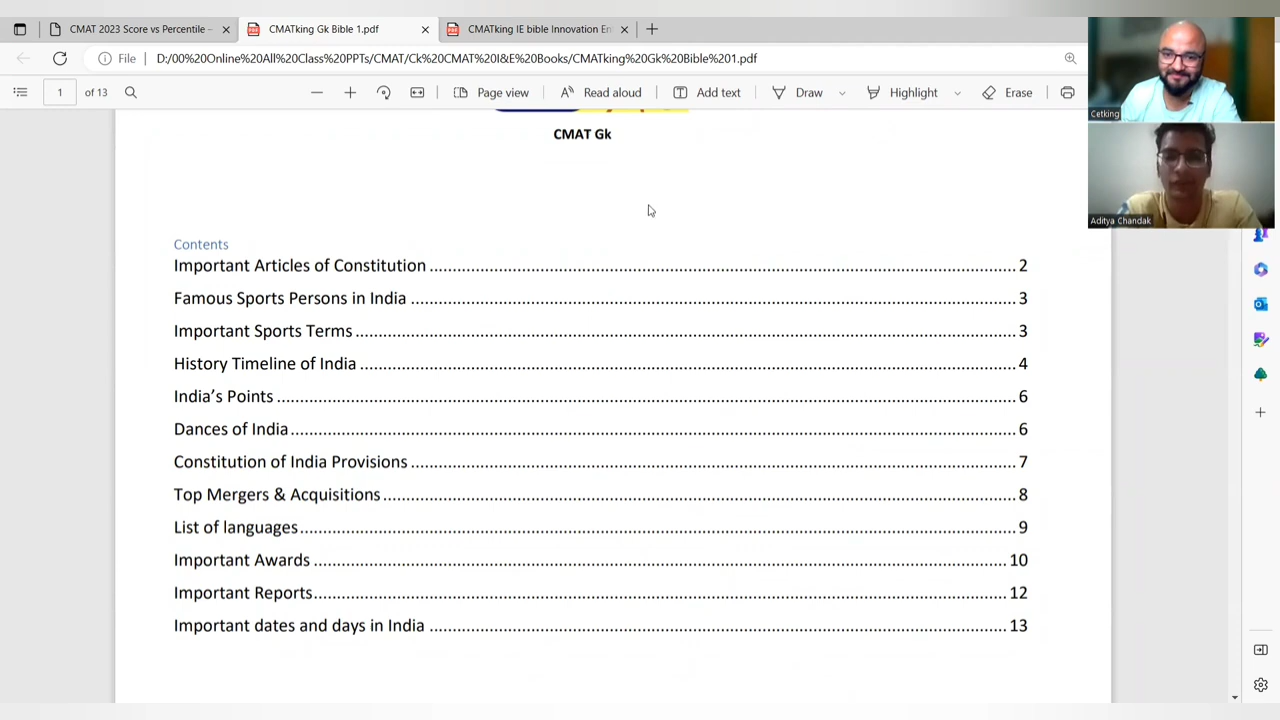 CMAT 2023 Score vs Percentile –
CMATking Gk Bible 1.pdf
CMATking IE bible Innovation En
File
D:/00%20Online%20All%20Class%20PPTs/CMAT/Ck%20CMAT%20I&E%20Books/CMATking%20Gk%20Bible%201.pdf
1 of 13
Page view
Read aloud
Add text
Draw
Highlight
Erase
Cetking
Aditya Chandak
CMAT Gk
Contents
Important Articles of Constitution 2
Famous Sports Persons in India 3
Important Sports Terms 3
History Timeline of India 4
India's Points 6
Dances of India 6
Constitution of India Provisions 7
Top Mergers & Acquisitions 8
List of languages 9
Important Awards 10
Important Reports 12
Important dates and days in India 13